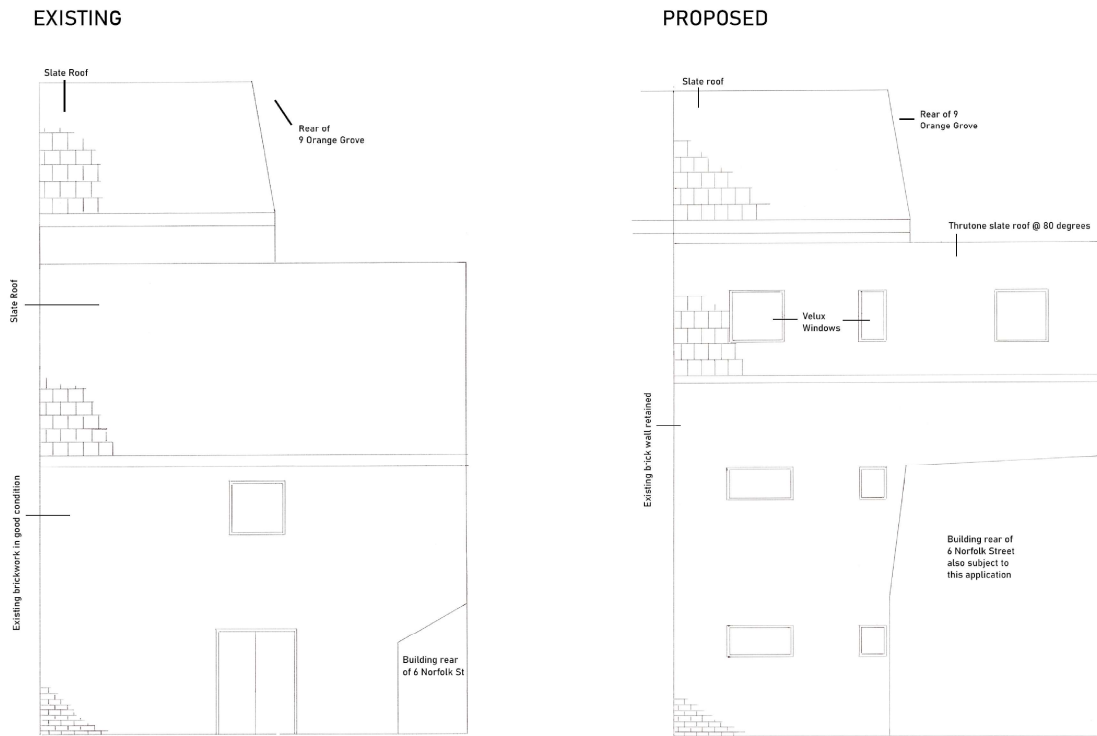 EXISTING
Slate Roof
Rear of
9 Orange Grove
Slate Roof
Existing brickwork in good condition
Building rear
of 6 Norfolk St
PROPOSED
Slate roof
Rear of 9
Orange Grove
Thrutone slate roof @ 80 degrees
Velux
Windows
Existing brick wall retained
Building rear of
6 Norfolk Street
also subject to
this application